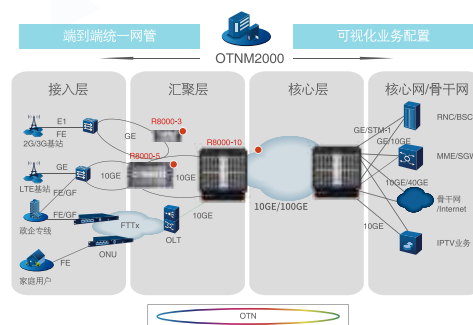 端到端统一网管
可视化业务配置
OTNM2000
接入层
汇聚层
核心层
核心网/骨干网
R8000-3
E1
FE
GE
2G/3G基站
R8000-5
R8000-10
GE/STM-1
GE/10GE
RNC/BSC
GE
10GE
10GE
LTE基站
FE/GF
MME/SGW
10GE/40GE
10GE/100GE
骨干网
/Internet
FE/GF
政企专线
FTTx
10GE
OLT
10GE
IPTV业务
FE
ONU
家庭用户
OTN